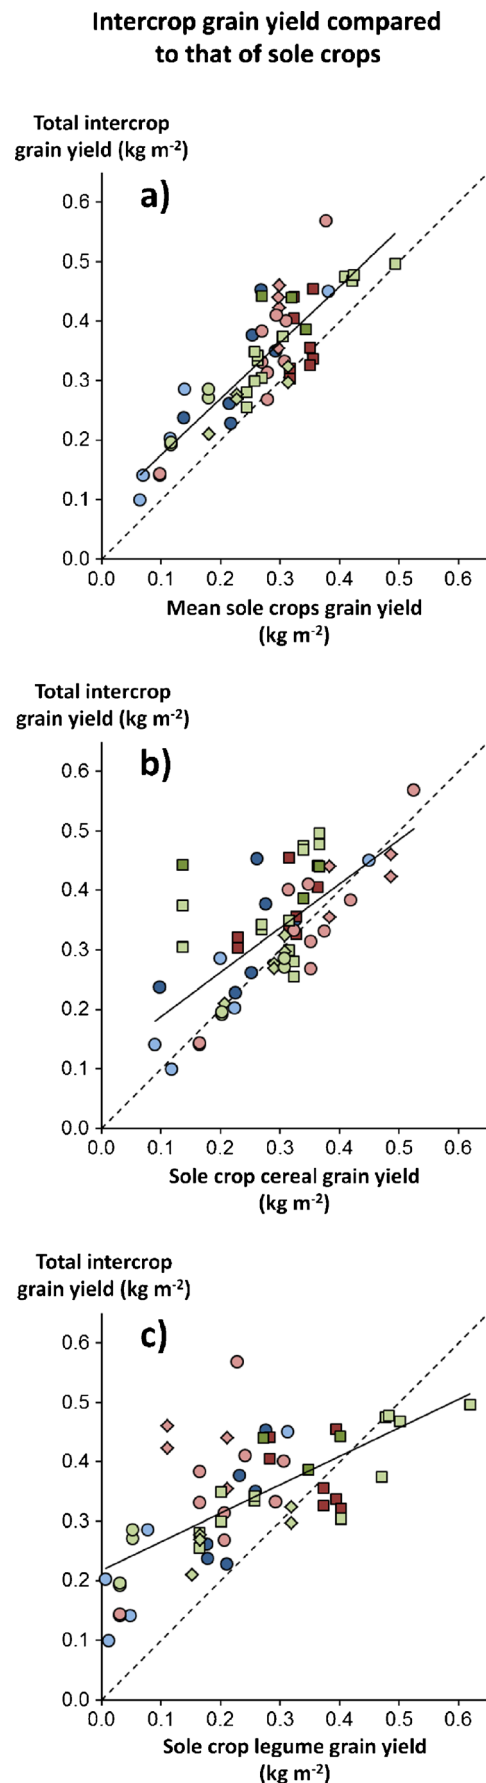 Intercrop grain yield compared
to that of sole crops
Total intercrop
grain yield (kg m-2)
a)
0.6
0.5
0.4
0.3
0.2
0.1
0.0
0.0 0.1 0.2 0.3 0.4 0.5 0.6
Mean sole crops grain yield
(kg m-2)
Total intercrop
grain yield (kg m-2)
b)
0.6
0.5
0.4
0.3
0.2
0.1
0.0
0.0 0.1 0.2 0.3 0.4 0.5 0.6
Sole crop cereal grain yield
(kg m-2)
Total intercrop
grain yield (kg m-2)
c)
0.6
0.5
0.4
0.3
0.2
0.1
0.0
0.0 0.1 0.2 0.3 0.4 0.5 0.6
Sole crop legume grain yield
(kg m-2)